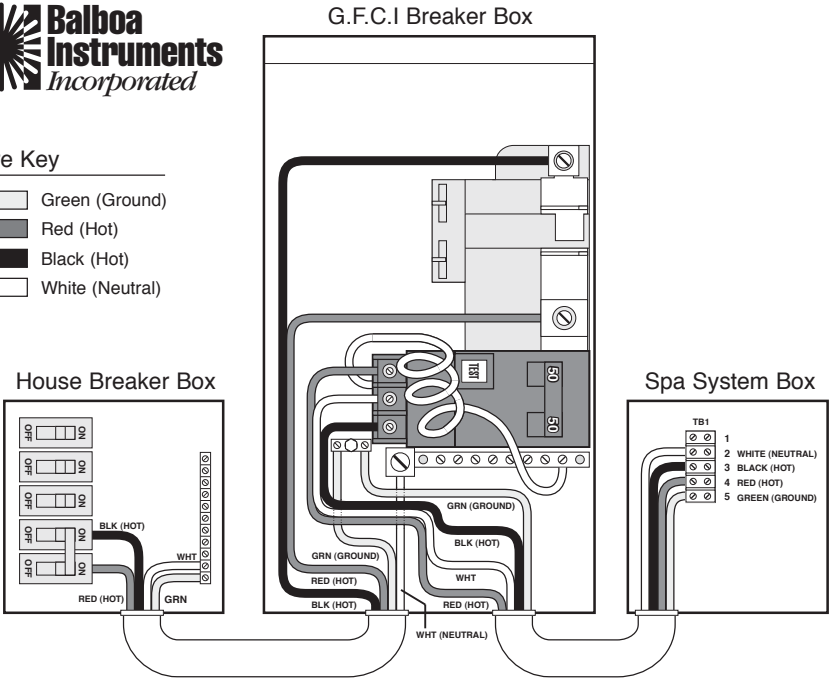 Balboa
Instruments
Incorporated
G.F.C.I Breaker Box
e Key
Green (Ground)
Red (Hot)
Black (Hot)
White (Neutral)
House Breaker Box
OFF ON
OFF ON
OFF ON
OFF ON
OFF ON
BLK (HOT)
WHT
RED (HOT)
GRN
TEST
50
50
GRN (GROUND)
BLK (HOT)
GRN (GROUND)
RED (HOT)
WHT
BLK (HOT)
RED (HOT)
WHT (NEUTRAL)
Spa System Box
TB1
1
2 WHITE (NEUTRAL)
3 BLACK (HOT)
4 RED (HOT)
5 GREEN (GROUND)